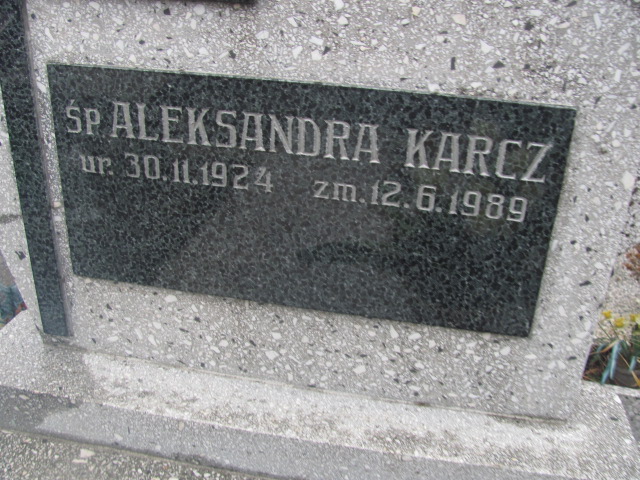 śp ALEKSANDRA KARCZ
ur. 30.11.1924 zm. 12.6.1989